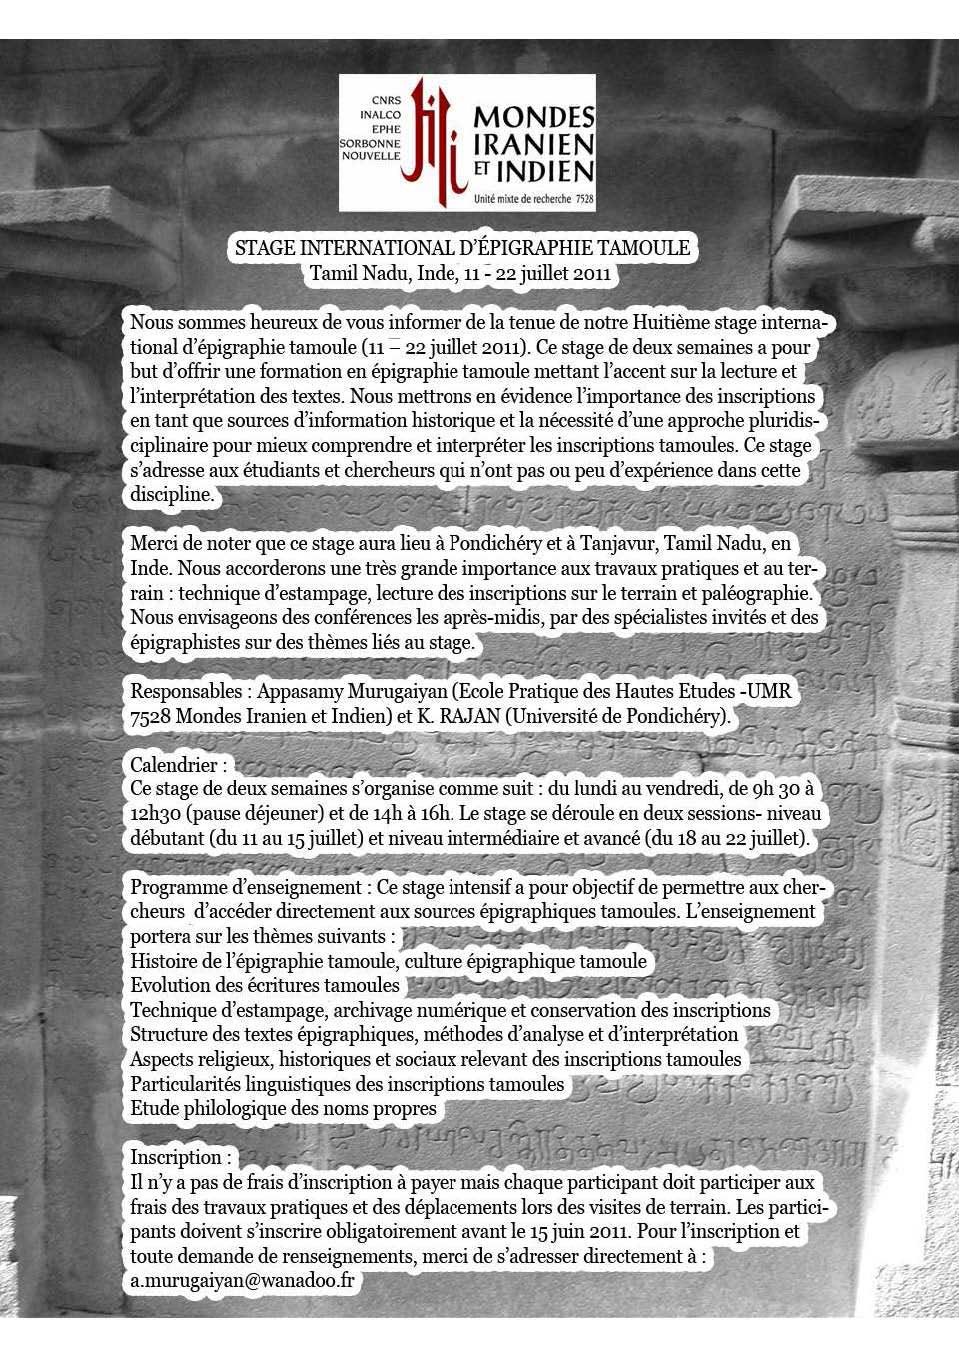 CNRS
INALCO
EPHE
SORBONNE
NOUVELLE
MONDES
IRANIEN
ET INDIEN
Unité mixte de recherche 7528
STAGE INTERNATIONAL D'ÉPIGRAPHIE TAMOULE
Tamil Nadu, Inde, 11 - 22 juillet 2011
Nous sommes heureux de vous informer de la tenue de notre Huitième stage interna-
tional d'épigraphie tamoule (11 – 22 juillet 2011). Ce stage de deux semaines a pour
but d'offrir une formation en épigraphie tamoule mettant l'accent sur la lecture et
l'interprétation des textes. Nous mettrons en évidence l'importance des inscriptions
en tant que sources d'information historique et la nécessité d'une approche pluridis-
ciplinaire pour mieux comprendre et interpréter les inscriptions tamoules. Ce stage
s'adresse aux étudiants et chercheurs qui n'ont pas ou peu d'expérience dans cette
discipline.
Merci de noter que ce stage aura lieu à Pondichéry et à Tanjavur, Tamil Nadu, en
Inde. Nous accorderons une très grande importance aux travaux pratiques et au ter-
rain : technique d'estampage, lecture des inscriptions sur le terrain et paléographie.
Nous envisageons des conférences les après-midis, par des spécialistes invités et des
épigraphistes sur des thèmes liés au stage.
Responsables : Appasamy Murugaiyan (Ecole Pratique des Hautes Etudes -UMR
7528 Mondes Iranien et Indien) et K. RAJAN (Université de Pondichéry).
Calendrier :
Ce stage de deux semaines s'organise comme suit : du lundi au vendredi, de 9h 30 à
12h30 (pause déjeuner) et de 14h à 16h. Le stage se déroule en deux sessions- niveau
débutant (du 11 au 15 juillet) et niveau intermédiaire et avancé (du 18 au 22 juillet).
Programme d'enseignement : Ce stage intensif a pour objectif de permettre aux cher-
cheurs  d'accéder directement aux sources épigraphiques tamoules. L'enseignement
portera sur les thèmes suivants :
Histoire de l'épigraphie tamoule, culture épigraphique tamoule
Evolution des écritures tamoules
Technique d'estampage, archivage numérique et conservation des inscriptions
Structure des textes épigraphiques, méthodes d'analyse et d'interprétation
Aspects religieux, historiques et sociaux relevant des inscriptions tamoules
Particularités linguistiques des inscriptions tamoules
Etude philologique des noms propres
Inscription :
Il n'y a pas de frais d'inscription à payer mais chaque participant doit participer aux
frais des travaux pratiques et des déplacements lors des visites de terrain. Les partici-
pants doivent s'inscrire obligatoirement avant le 15 juin 2011. Pour l'inscription et
toute demande de renseignements, merci de s'adresser directement à :
a.murugaiyan@wanadoo.fr